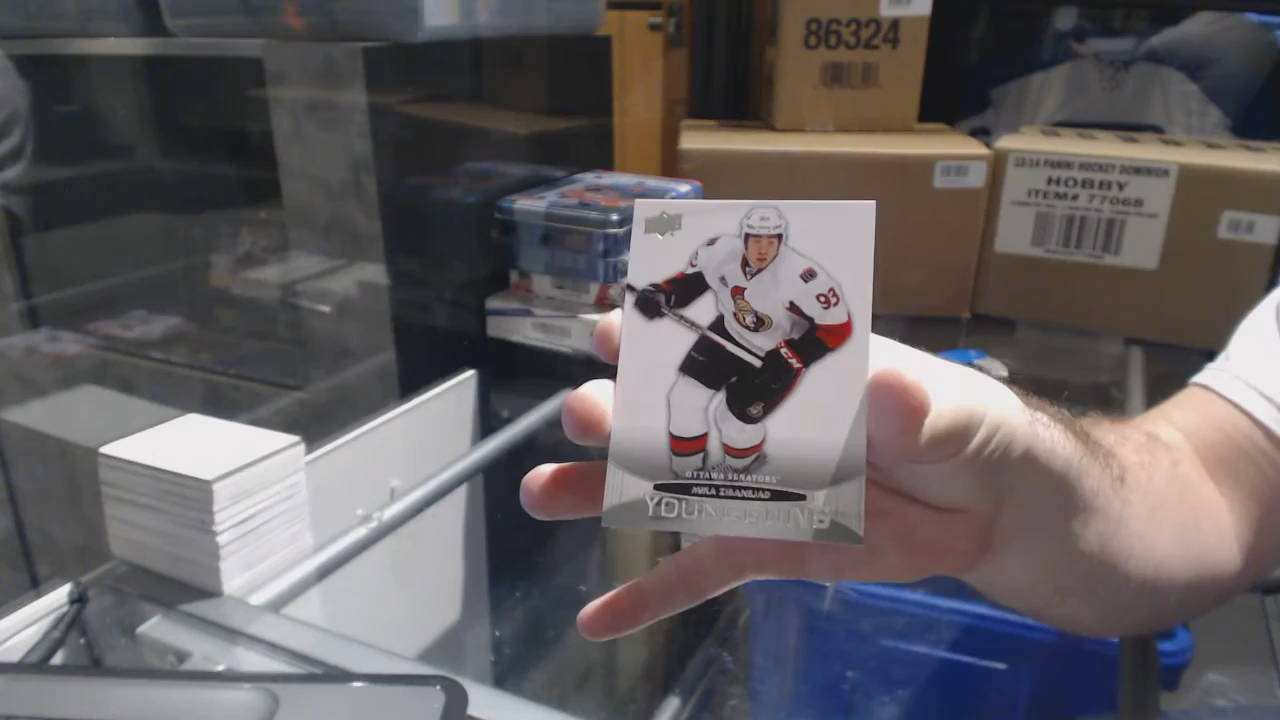 86324
13-14 PANINI HOCKEY DOMINION
HOBBY
ITEM# 77068
93
OTTAWA SENATORS
MIKA ZIBANEJAD
YOUNG GUNS